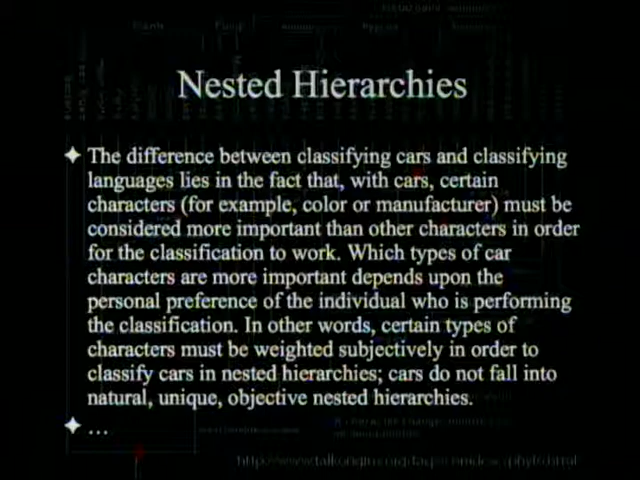 Nested Hierarchies
✦ The difference between classifying cars and classifying
languages lies in the fact that, with cars, certain
characters (for example, color or manufacturer) must be
considered more important than other characters in order
for the classification to work. Which types of car
characters are more important depends upon the
personal preference of the individual who is performing
the classification. In other words, certain types of
characters must be weighted subjectively in order to
classify cars in nested hierarchies; cars do not fall into
natural, unique, objective nested hierarchies.
✦ ...